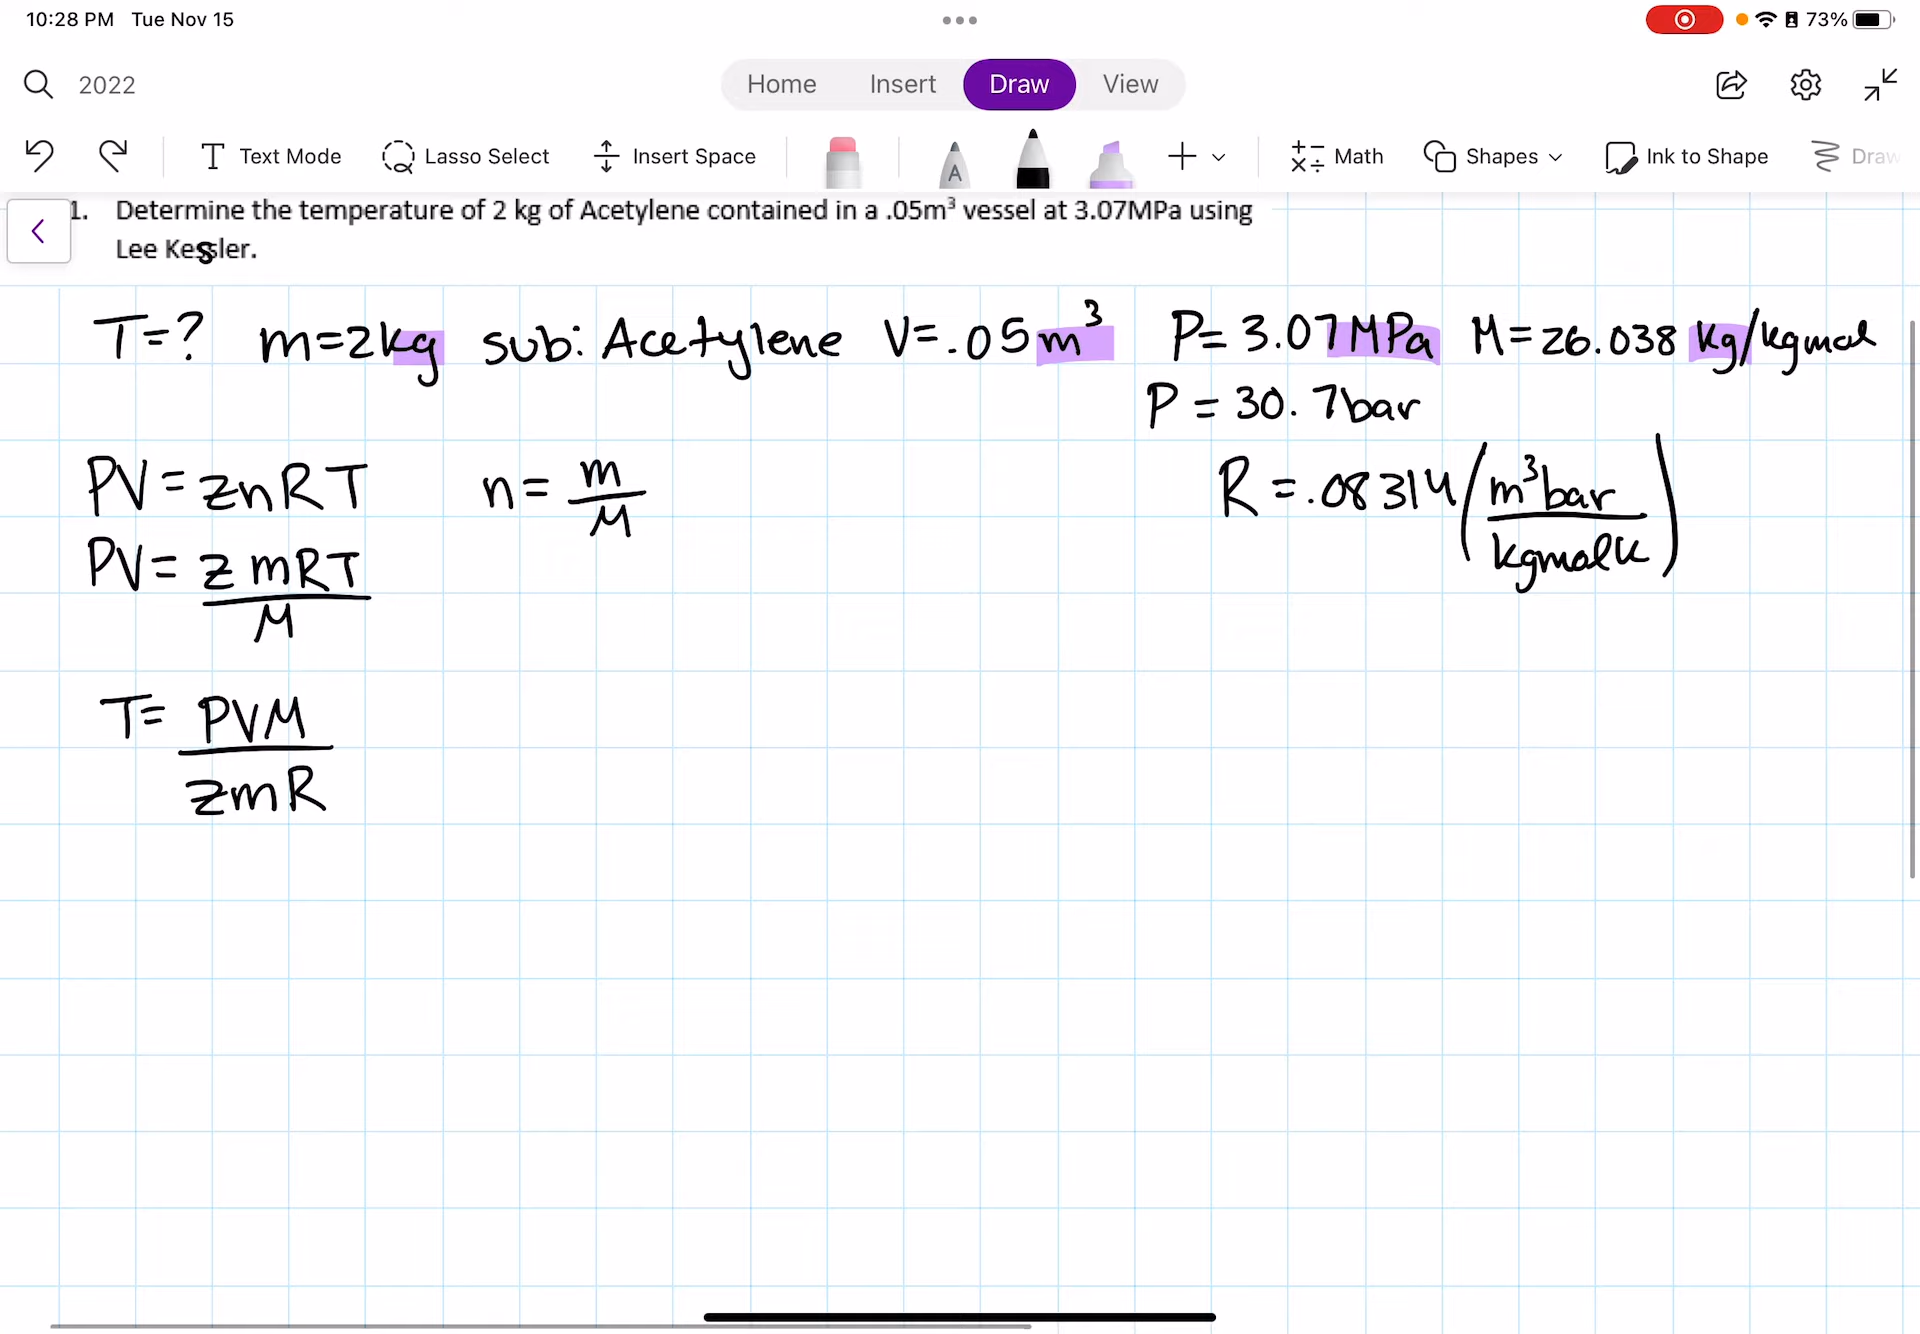 10:28 PM Tue Nov 15
73%
2022
Home Insert Draw View
Text Mode Lasso Select Insert Space A Math Shapes Ink to Shape Draw
1. Determine the temperature of 2 kg of Acetylene contained in a .05m³ vessel at 3.07MPa using
Lee Kessler.
T=? m=2kg sub: Acetylene V=.05m³ P=3.07MPa M=26.038 kg/kgmol
P=30.7bar
PV=znRT n=m/M R=.08314(m³bar/kgmolK)
PV=zmRT/M
T=PVM/zmR